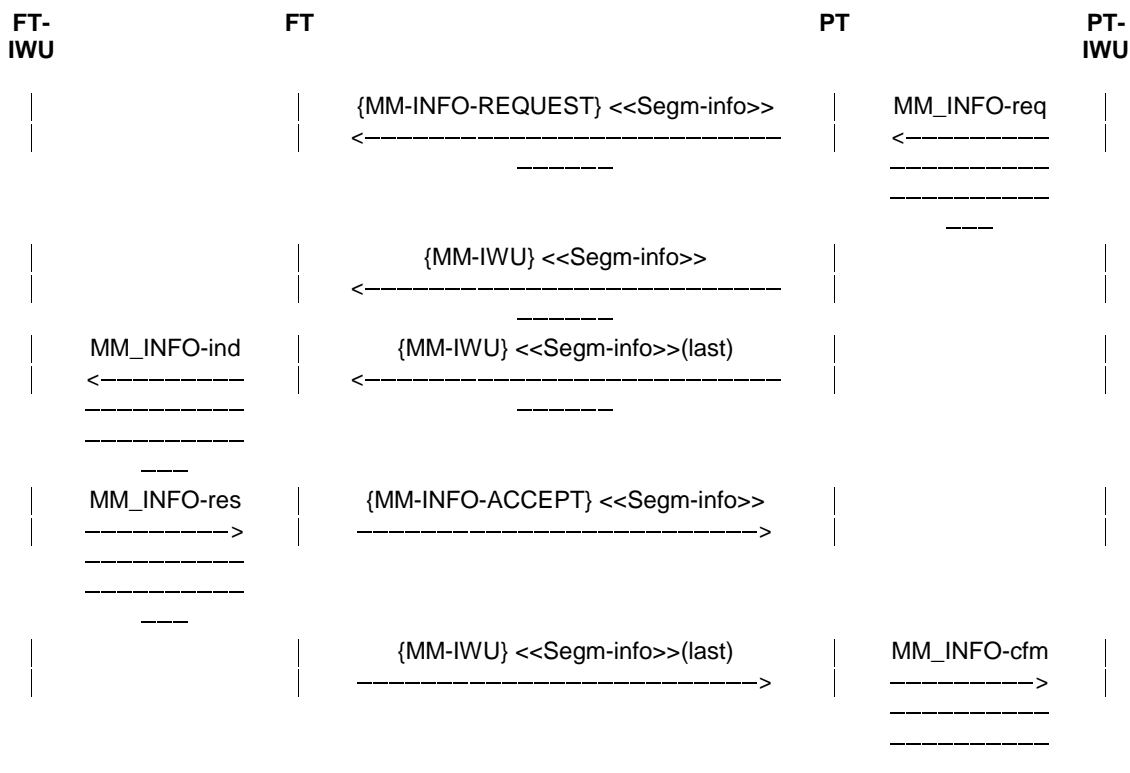 FT-IWU FT PT PT-IWU
{MM-INFO-REQUEST} <<Segm-info>> MM_INFO-req
{MM-IWU} <<Segm-info>>
MM_INFO-ind {MM-IWU} <<Segm-info>>(last)
MM_INFO-res {MM-INFO-ACCEPT} <<Segm-info>>
{MM-IWU} <<Segm-info>>(last) MM_INFO-cfm